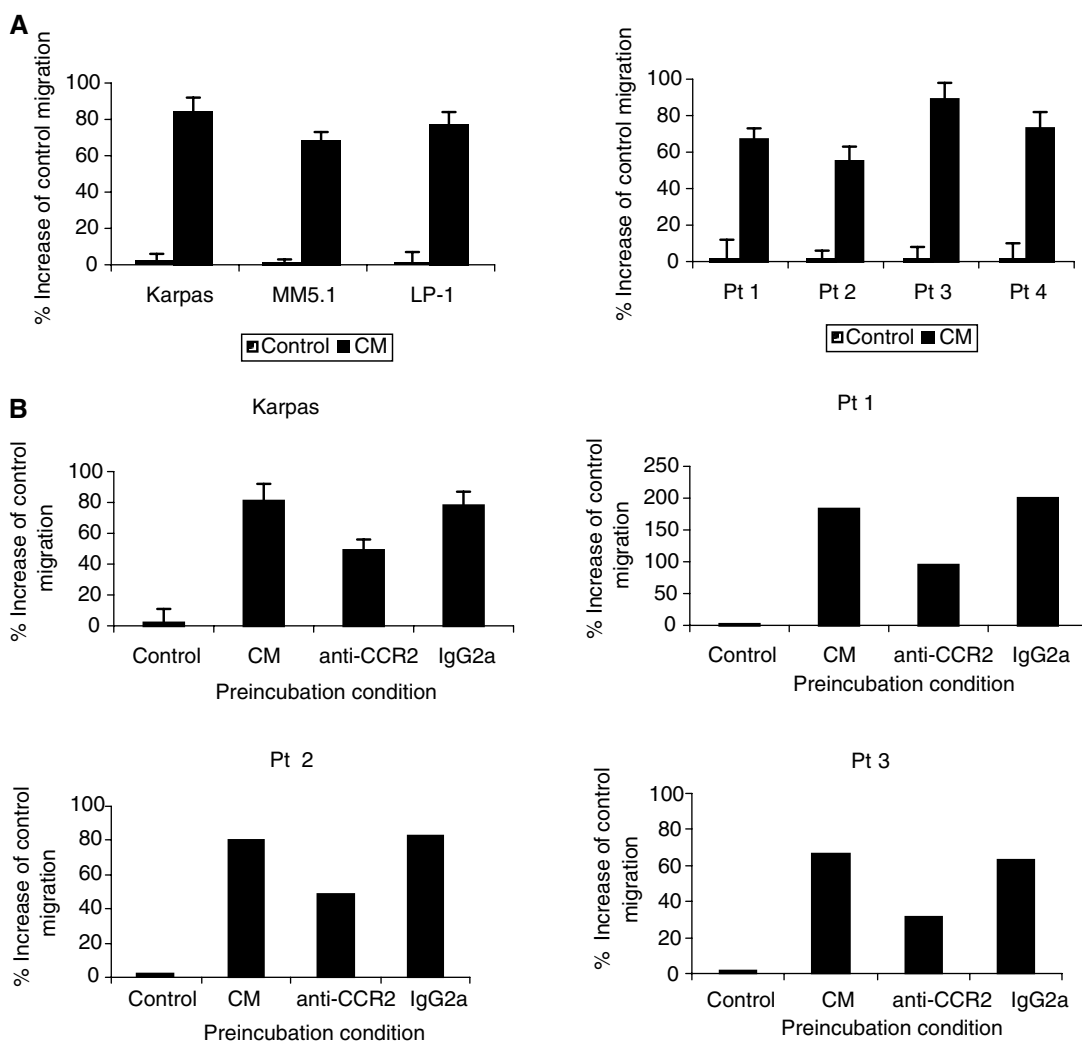 A
% Increase of control migration
100
80
60
40
20
0
Karpas MM5.1 LP-1
Control CM
% Increase of control migration
100
80
60
40
20
0
Pt 1 Pt 2 Pt 3 Pt 4
Control CM
B
Karpas
% Increase of control
migration
100
80
60
40
20
0
Control CM anti-CCR2 IgG2a
Preincubation condition
Pt 1
% Increase of control
migration
250
200
150
100
50
0
Control CM anti-CCR2 IgG2a
Preincubation condition
Pt 2
% Increase of control
migration
100
80
60
40
20
0
Control CM anti-CCR2 IgG2a
Preincubation condition
Pt 3
% Increase of control
migration
100
80
60
40
20
0
Control CM anti-CCR2 IgG2a
Preincubation condition